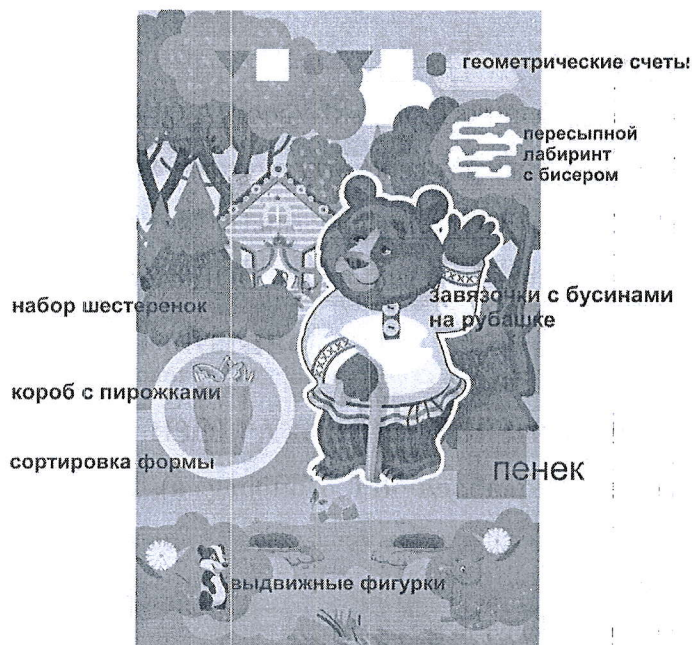 геометрические счеты
пересыпной
лабиринт
с бисером
набор шестеренок
завязочки с бусинами
на рубашке
короб с пирожками
сортировка формы
пенек
выдвижные фигурки